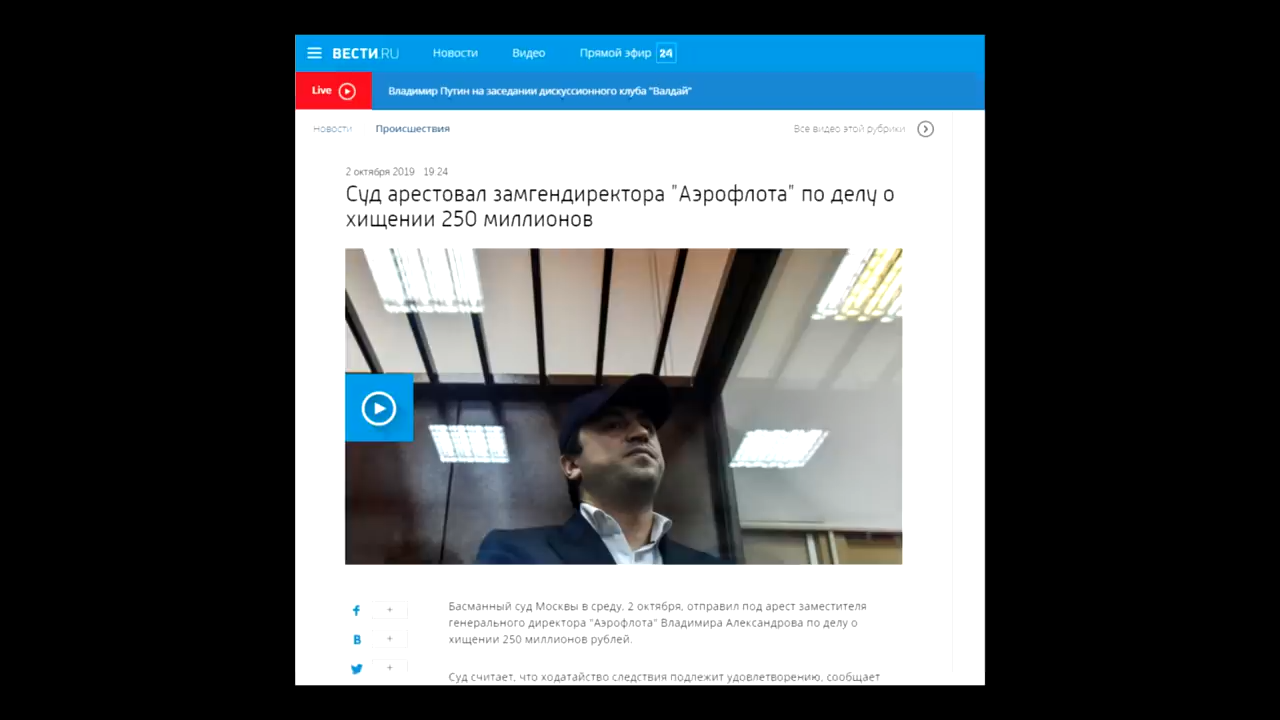 ВЕСТИ.RU Новости Видео Прямой эфир 24
Live Владимир Путин на заседании дискуссионного клуба "Валдай"
Новости Происшествия Все видео этой рубрики
2 октября 2019 19:24
Суд арестовал замгендиректора "Аэрофлота" по делу о
хищении 250 миллионов
Басманный суд Москвы в среду, 2 октября, отправил под арест заместителя
генерального директора "Аэрофлота" Владимира Александрова по делу о
хищении 250 миллионов рублей.
Суд считает, что ходатайство следствия подлежит удовлетворению, сообщает